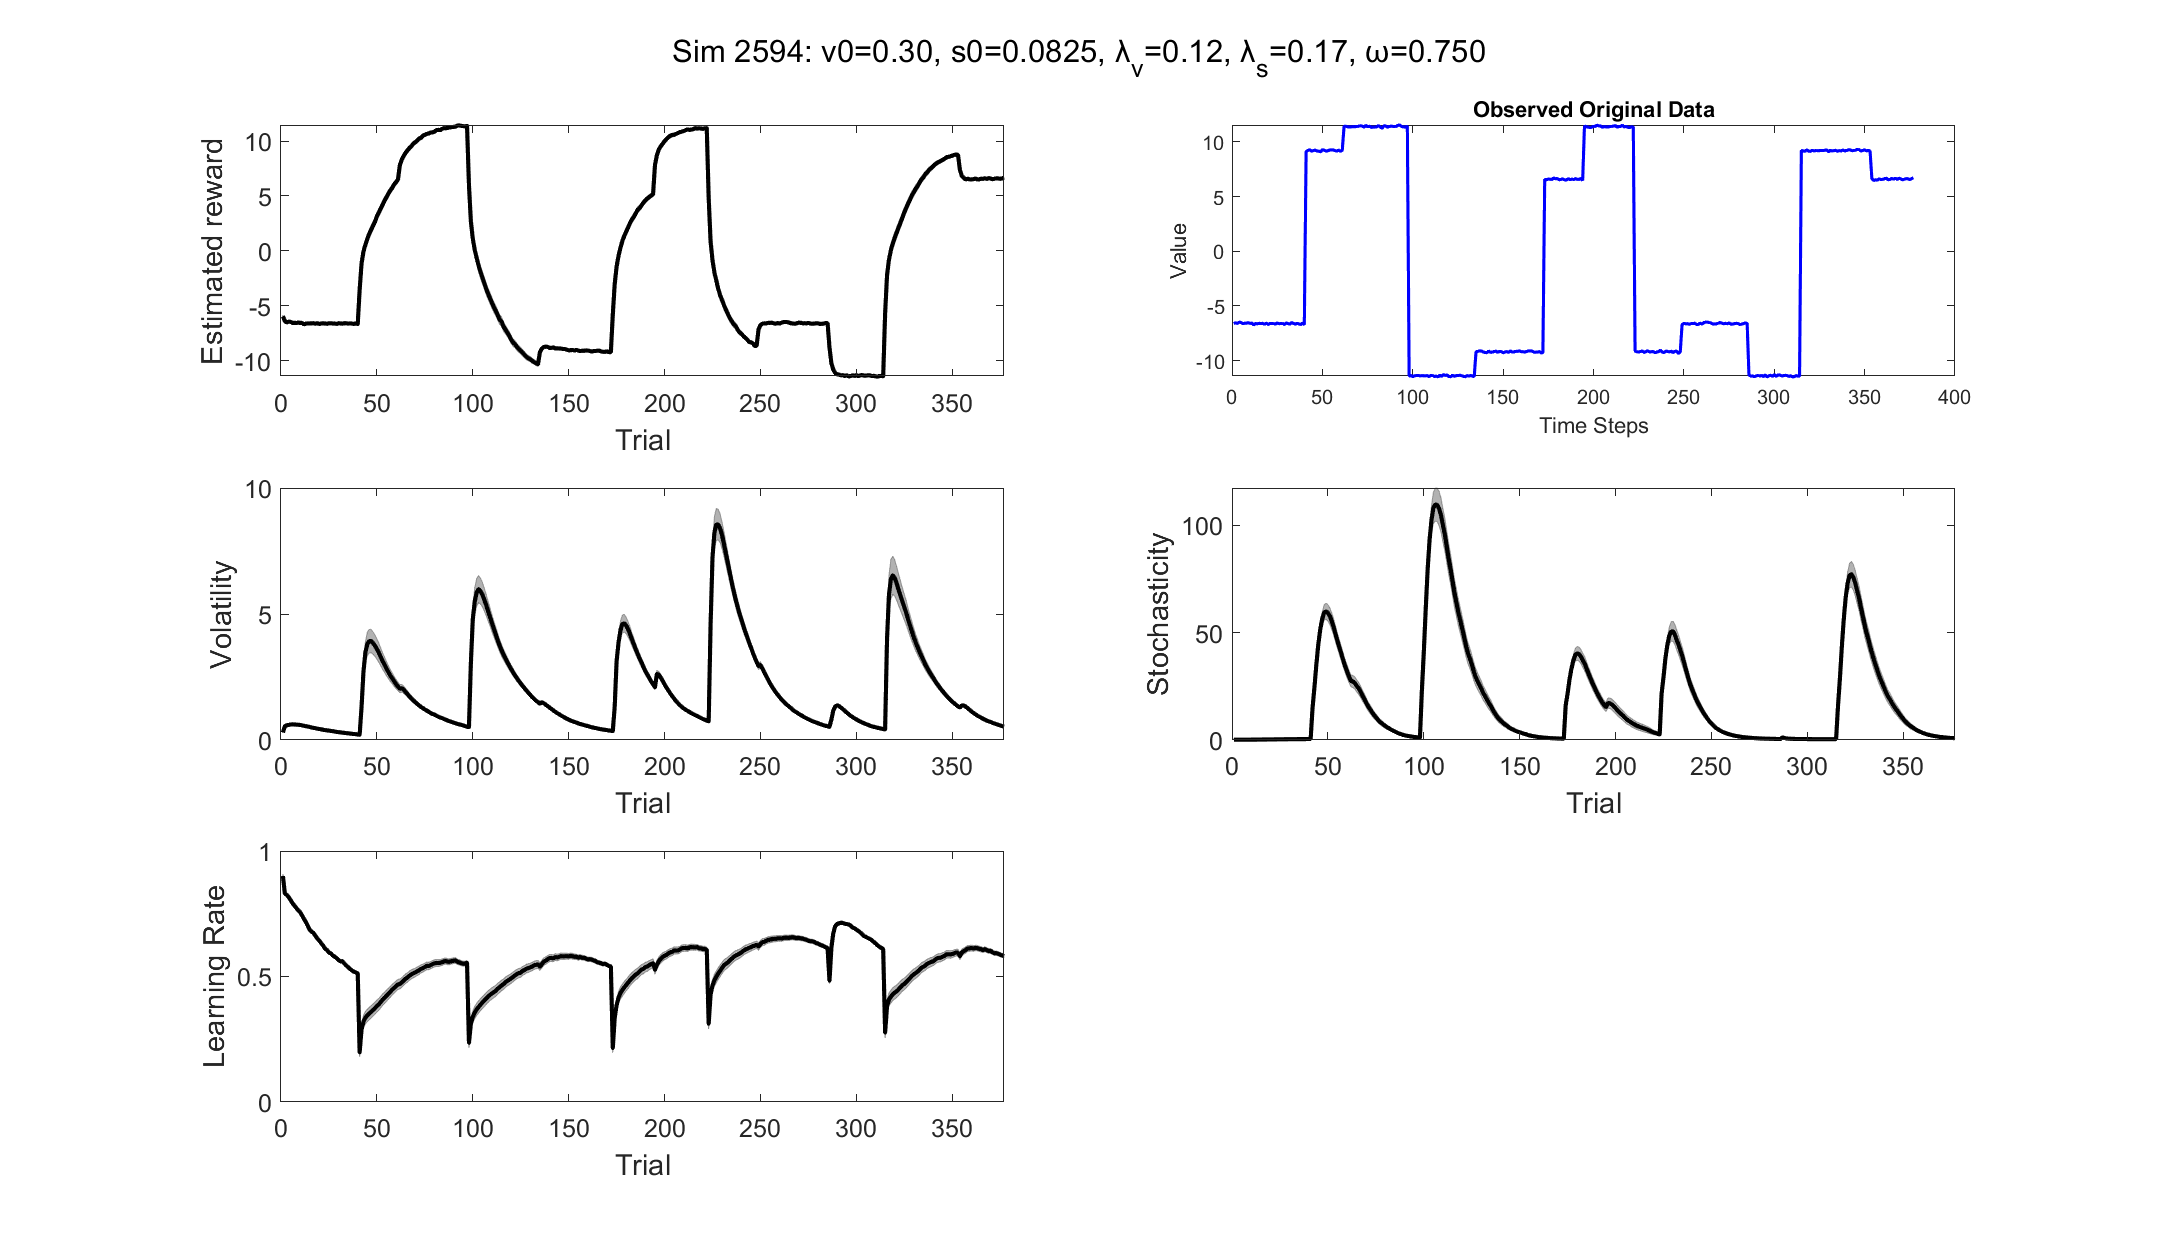 Sim 2594: v0=0.30, s0=0.0825, λ_v=0.12, λ_s=0.17, ω=0.750
Estimated reward
10
5
0
-5
-10
0 50 100 150 200 250 300 350
Trial
Observed Original Data
Value
10
5
0
-5
-10
0 50 100 150 200 250 300 350 400
Time Steps
Volatility
10
5
0
0 50 100 150 200 250 300 350
Trial
Stochasticity
100
50
0
0 50 100 150 200 250 300 350
Trial
Learning Rate
1
0.5
0
0 50 100 150 200 250 300 350
Trial